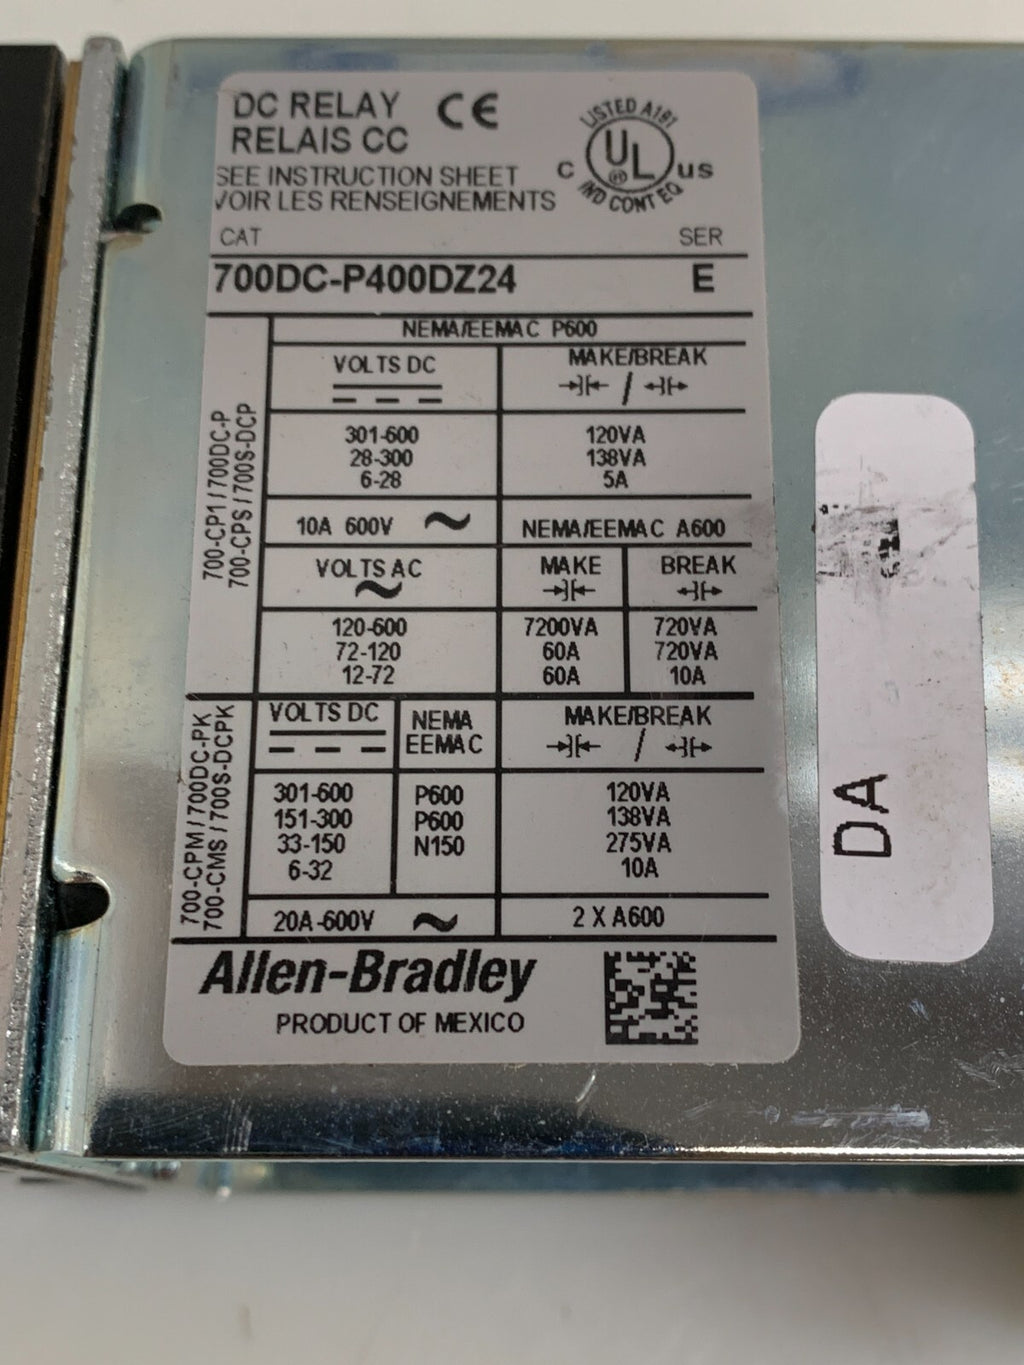 DC RELAY CE
RELAIS CC
SEE INSTRUCTION SHEET
VOIR LES RENSEIGNEMENTS
LISTED A191
C UL ® US
IND CONT EQ
CAT SER
700DC-P400DZ24 E
700-CP1 / 700DC-P
700-CPS / 700S-DCP
NEMA/EEMAC P600
VOLTS DC MAKE/BREAK
/
301-600 120VA
28-300 138VA
6-28 5A
10A 600V ~ NEMA/EEMAC A600
VOLTS AC MAKE BREAK
~
120-600 7200VA 720VA
72-120 60A 720VA
12-72 60A 10A
700-CPM / 700DC-PK
700-CMS / 700S-DCPK
VOLTS DC NEMA MAKE/BREAK
EEMAC /
301-600 P600 120VA
151-300 P600 138VA
33-150 N150 275VA
6-32 10A
20A-600V ~ 2 X A600
Allen-Bradley
PRODUCT OF MEXICO
DA